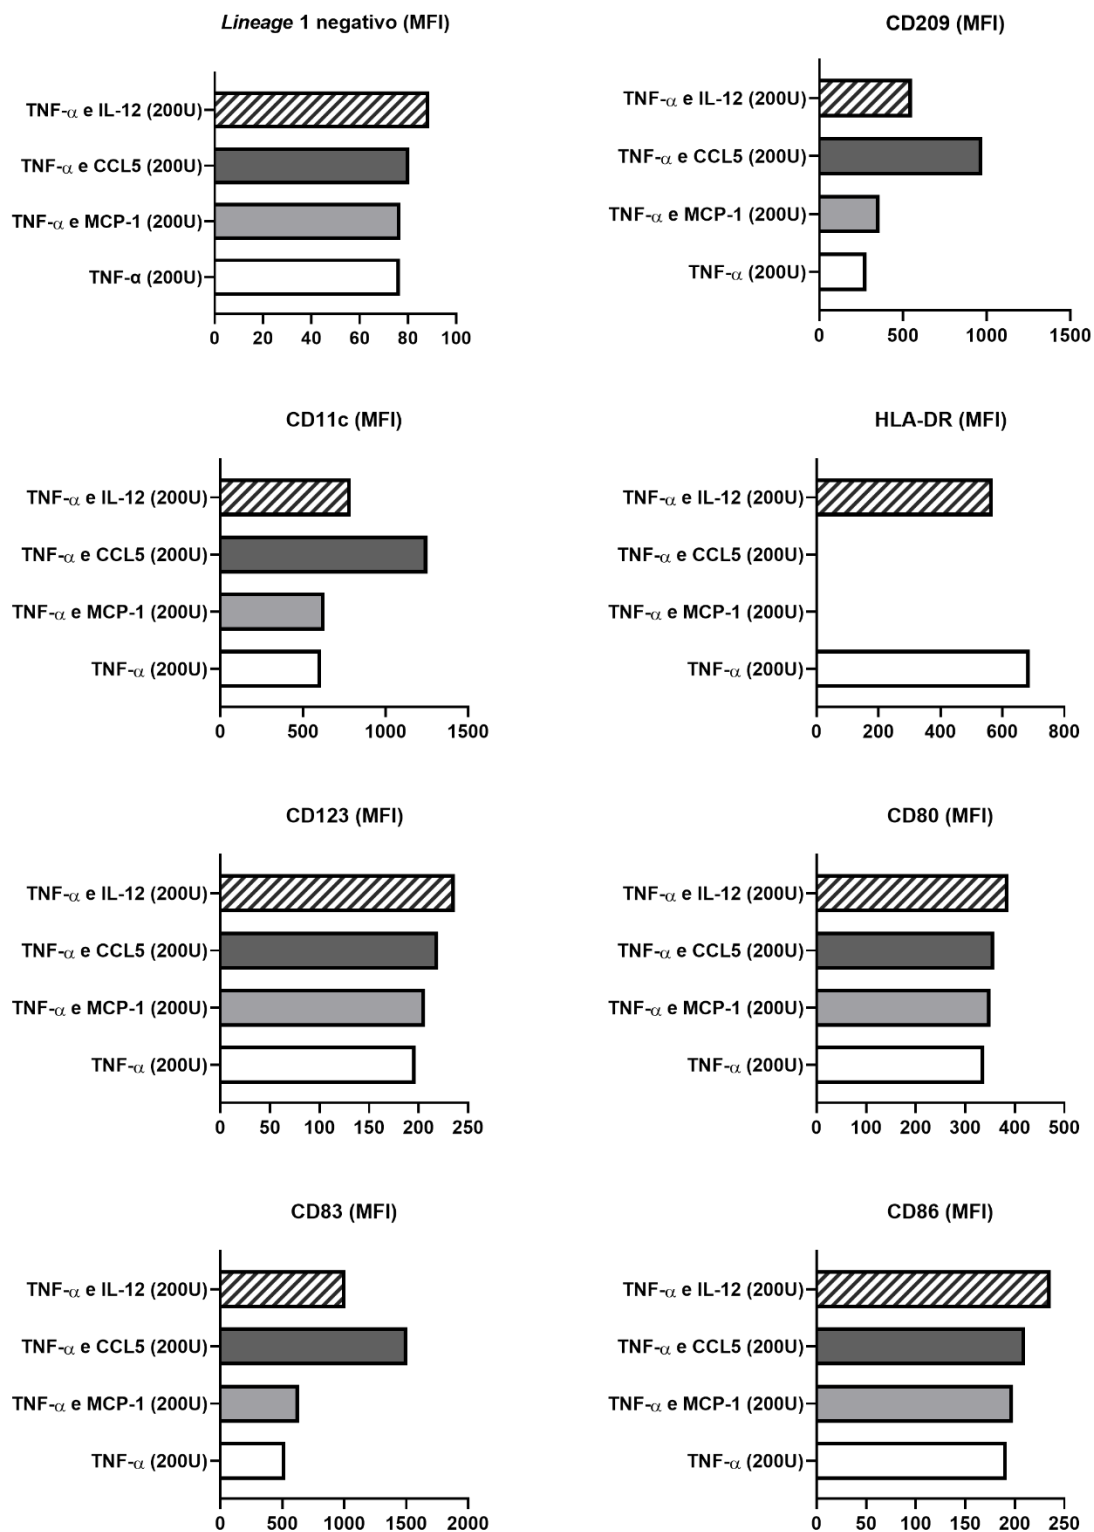 Lineage 1 negativo (MFI)
TNF-α e IL-12 (200U)
TNF-α e CCL5 (200U)
TNF-α e MCP-1 (200U)
TNF-α (200U)
0 20 40 60 80 100
CD209 (MFI)
TNF-α e IL-12 (200U)
TNF-α e CCL5 (200U)
TNF-α e MCP-1 (200U)
TNF-α (200U)
0 500 1000 1500
CD11c (MFI)
TNF-α e IL-12 (200U)
TNF-α e CCL5 (200U)
TNF-α e MCP-1 (200U)
TNF-α (200U)
0 500 1000 1500
HLA-DR (MFI)
TNF-α e IL-12 (200U)
TNF-α e CCL5 (200U)
TNF-α e MCP-1 (200U)
TNF-α (200U)
0 200 400 600 800
CD123 (MFI)
TNF-α e IL-12 (200U)
TNF-α e CCL5 (200U)
TNF-α e MCP-1 (200U)
TNF-α (200U)
0 50 100 150 200 250
CD80 (MFI)
TNF-α e IL-12 (200U)
TNF-α e CCL5 (200U)
TNF-α e MCP-1 (200U)
TNF-α (200U)
0 100 200 300 400 500
CD83 (MFI)
TNF-α e IL-12 (200U)
TNF-α e CCL5 (200U)
TNF-α e MCP-1 (200U)
TNF-α (200U)
0 500 1000 1500 2000
CD86 (MFI)
TNF-α e IL-12 (200U)
TNF-α e CCL5 (200U)
TNF-α e MCP-1 (200U)
TNF-α (200U)
0 50 100 150 200 250